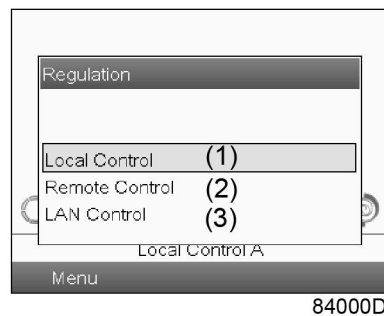 Regulation
Local Control (1)
Remote Control (2)
LAN Control (3)
Local Control A
Menu
84000D